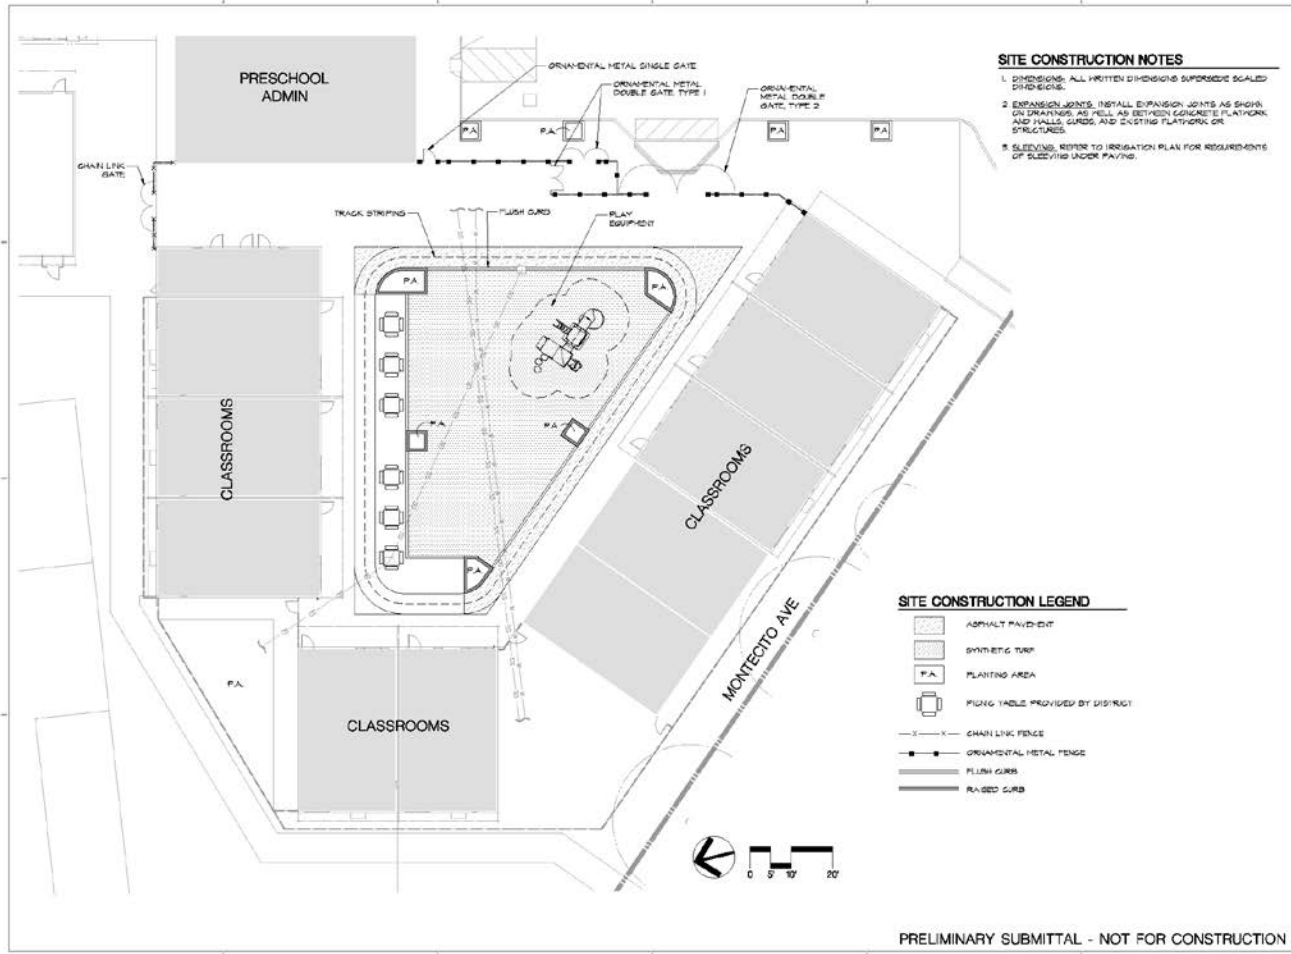 PRESCHOOL
ADMIN
ORNAMENTAL METAL SINGLE GATE
ORNAMENTAL METAL
DOUBLE GATE, TYPE 1
ORNAMENTAL
METAL DOUBLE
GATE, TYPE 2
SITE CONSTRUCTION NOTES
1. DIMENSIONS: ALL WRITTEN DIMENSIONS SUPERSEDE SCALED
DIMENSIONS.
2. EXPANSION JOINTS: INSTALL EXPANSION JOINTS AS SHOWN
ON DRAWINGS, AS WELL AS BETWEEN CONCRETE FLATWORK
AND WALLS, CURBS, AND EXISTING FLATWORK OR
STRUCTURES.
3. SLEEVING: REFER TO IRRIGATION PLAN FOR REQUIREMENTS
OF SLEEVING UNDER PAVING.
P.A.
P.A.
P.A.
P.A.
CHAIN LINK
GATE
TRACK STRIPING
FLUSH CURB
PLAY
EQUIPMENT
P.A.
P.A.
P.A.
P.A.
P.A.
P.A.
CLASSROOMS
CLASSROOMS
CLASSROOMS
MONTECITO AVE
SITE CONSTRUCTION LEGEND
ASPHALT PAVEMENT
SYNTHETIC TURF
P.A. PLANTING AREA
PICNIC TABLE PROVIDED BY DISTRICT
CHAIN LINK FENCE
ORNAMENTAL METAL FENCE
FLUSH CURB
RAISED CURB
0 5' 10' 20'
PRELIMINARY SUBMITTAL - NOT FOR CONSTRUCTION